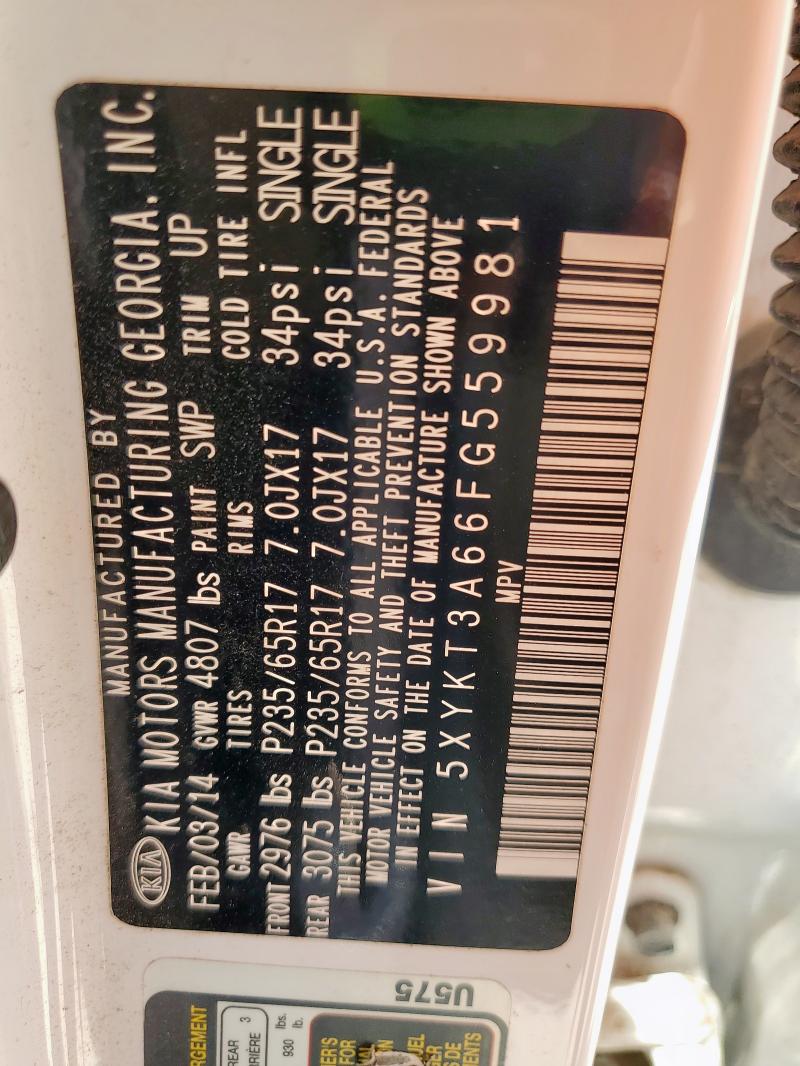 MANUFACTURED BY
KIA KIA MOTORS MANUFACTURING GEORGIA, INC.
FEB/03/14 GVWR 4807 lbs PAINT SWP TRIM UP
GAWR TIRES RIMS COLD TIRE INFL
FRONT 2976 lbs P235/65R17 7.0JX17 34psi SINGLE
REAR 3075 lbs P235/65R17 7.0JX17 34psi SINGLE
THIS VEHICLE CONFORMS TO ALL APPLICABLE U.S.A. FEDERAL
MOTOR VEHICLE SAFETY AND THEFT PREVENTION STANDARDS
IN EFFECT ON THE DATE OF MANUFACTURE SHOWN ABOVE
VIN 5XYKT3A66FG559981
MPV
REAR 3
930 lbs.
lb.
U575